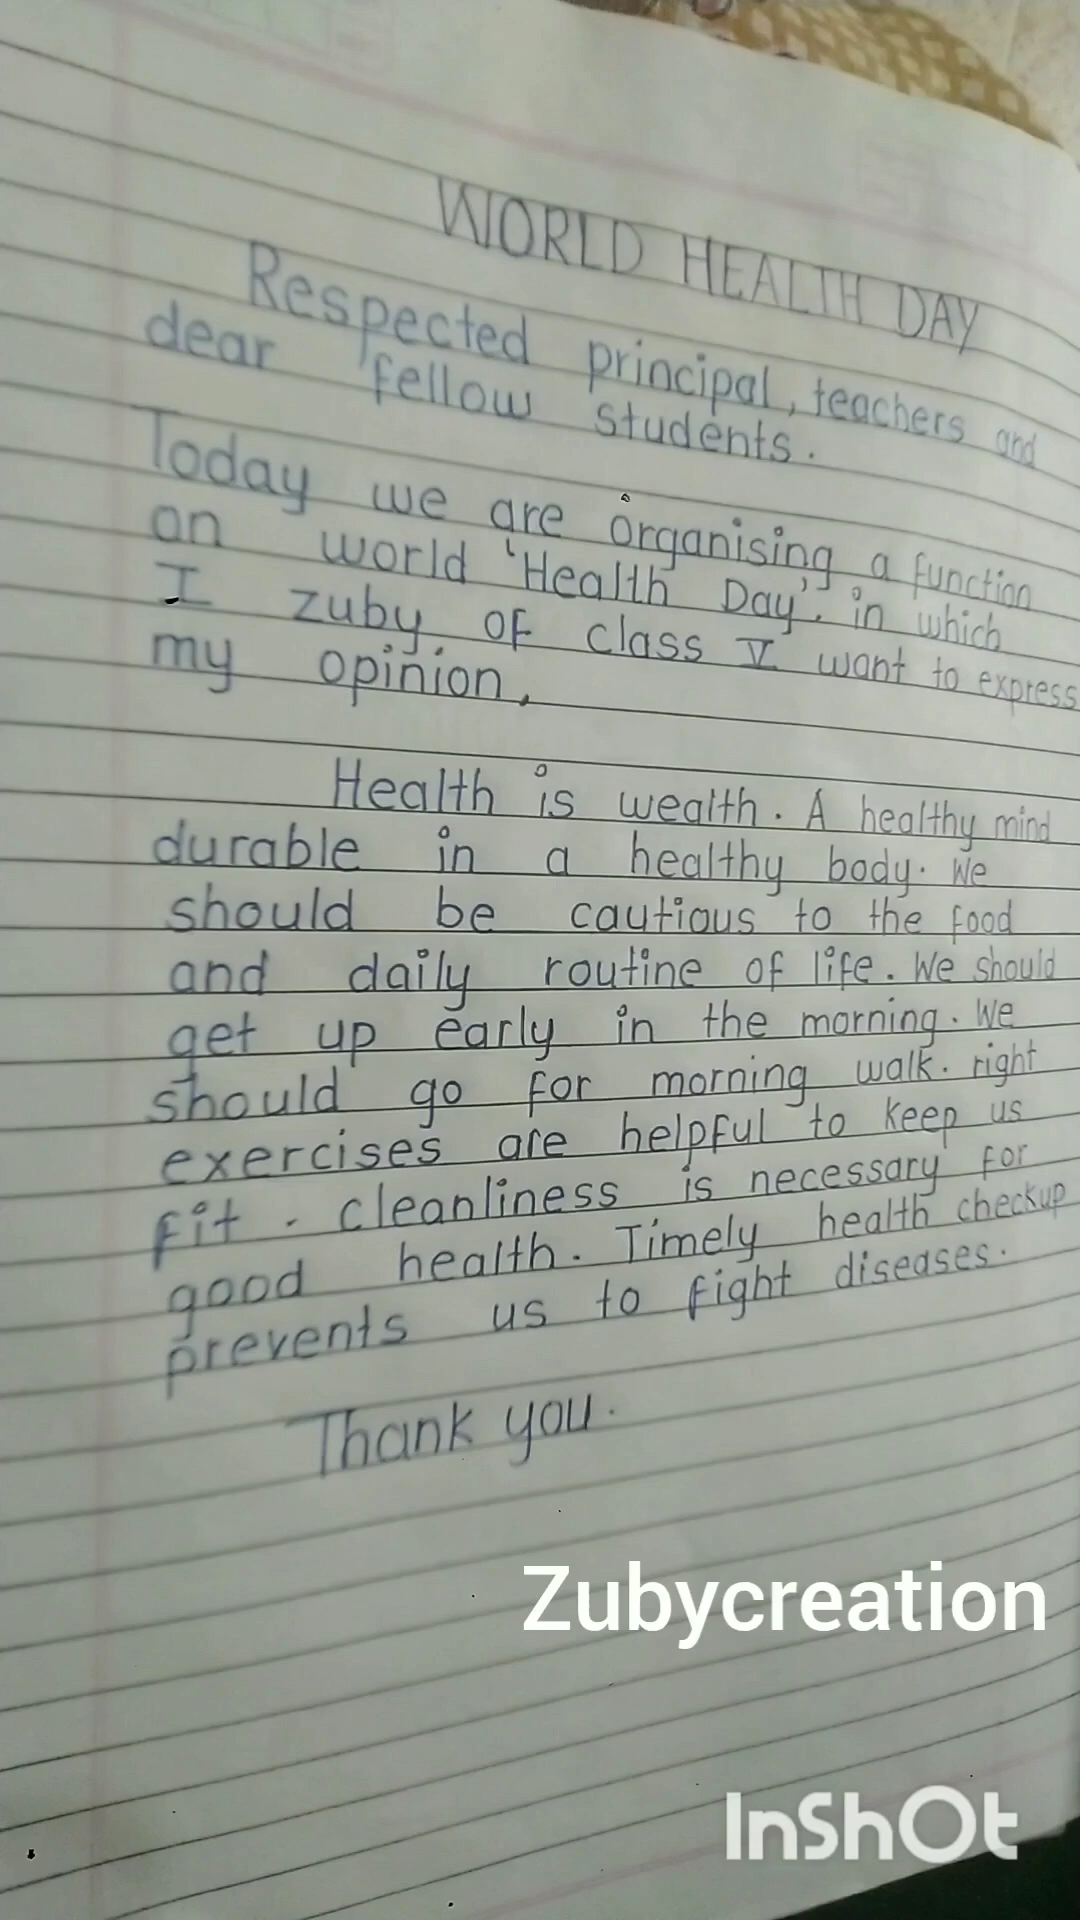 WORLD HEALTH DAY
Respected principal, teachers and
dear fellow students.
Today we are organising a function
on world 'Health Day'. in which
I zuby of class V want to express
my opinion.
Health is wealth. A healthy mind
durable in a healthy body. We
should be cautious to the food
and daily routine of life. We should
get up early in the morning. We
should go for morning walk. right
exercises are helpful to keep us
fit. cleanliness is necessary for
good health. Timely health checkup
prevents us to fight diseases.
Thank you.
Zubycreation
InShOt